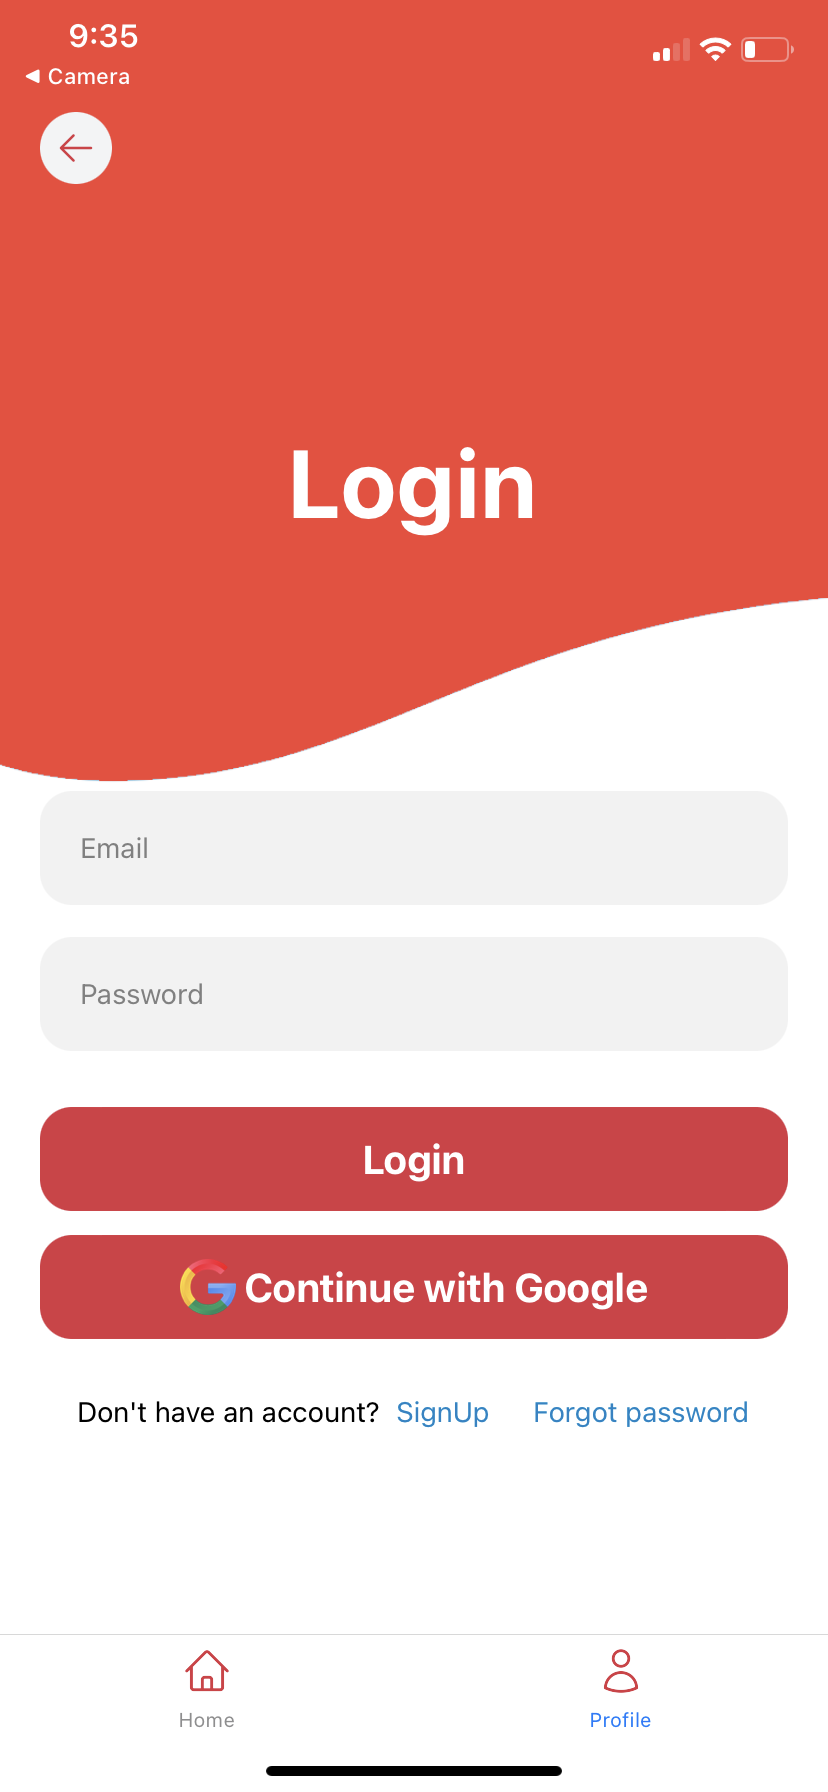 9:35
◀ Camera
Login
Email
Password
Login
Continue with Google
Don't have an account? SignUp Forgot password
Home Profile